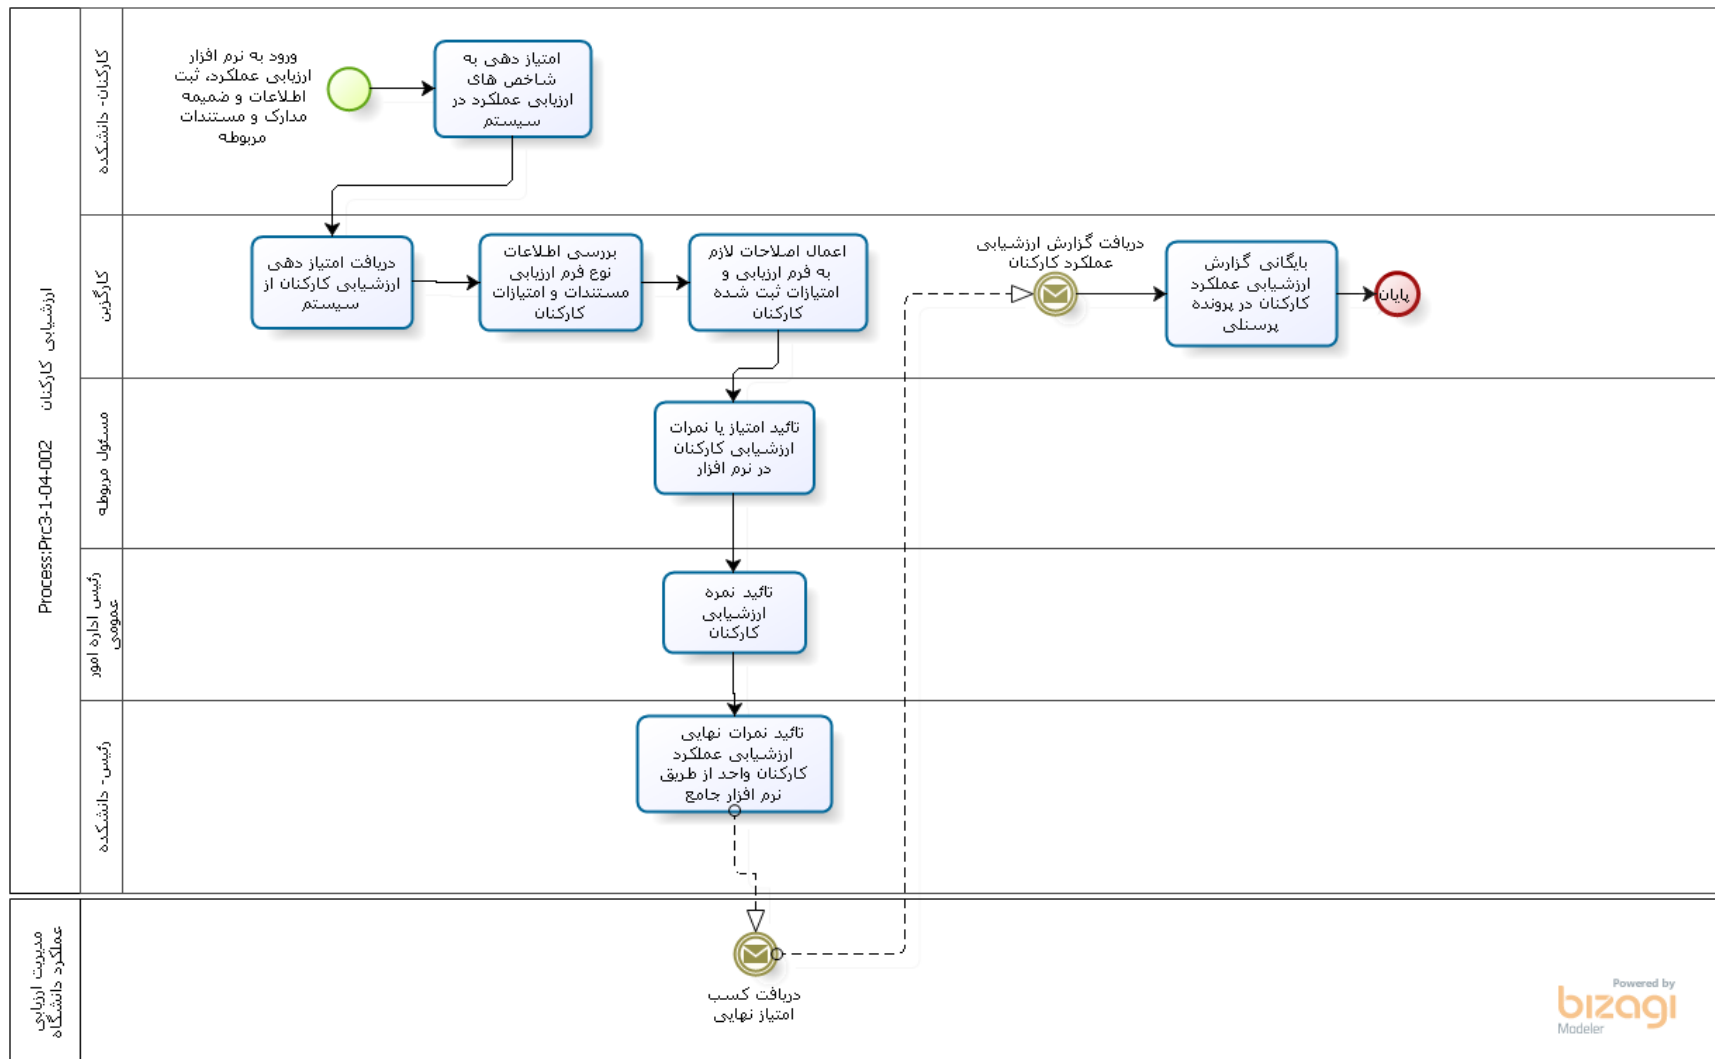 Process:Prc3-1-04-002 ارزشیابی کارکنان
کارکنان- دانشکده
ورود به نرم افزار
ارزیابی عملکرد، ثبت
اطلاعات و ضمیمه
مدارک و مستندات
مربوطه
امتیاز دهی به
شاخص های
ارزیابی عملکرد در
سیستم
کارگزین
دریافت امتیاز دهی
ارزشیابی کارکنان از
سیستم
بررسی اطلاعات
نوع فرم ارزیابی
مستندات و امتیازات
کارکنان
اعمال اصلاحات لازم
به فرم ارزیابی و
امتیازات ثبت شده
کارکنان
دریافت گزارش ارزشیابی
عملکرد کارکنان
بایگانی گزارش
ارزشیابی عملکرد
کارکنان در پرونده
پرسنلی
پایان
مسئول مربوطه
تائید امتیاز یا نمرات
ارزشیابی کارکنان
در نرم افزار
رئیس اداره امور
عمومی
تائید نمره
ارزشیابی
کارکنان
رئیس- دانشکده
تائید نمرات نهایی
ارزشیابی عملکرد
کارکنان واحد از طریق
نرم افزار جامع
مدیریت ارزیابی
عملکرد دانشگاه
دریافت کسب
امتیاز نهایی
Powered by
bizagi
Modeler